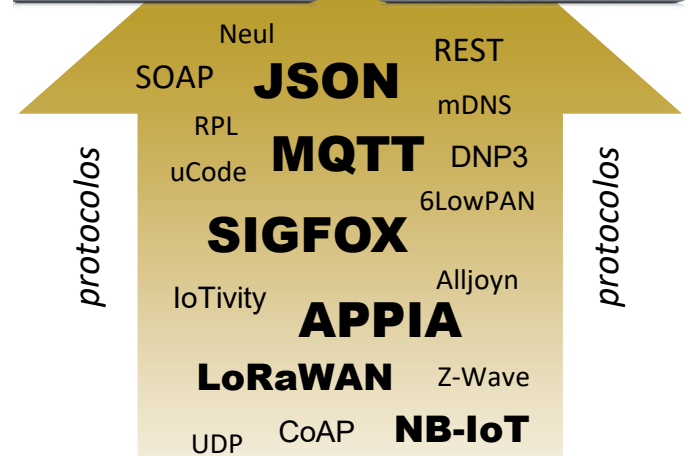 Neul
REST
SOAP
JSON
mDNS
RPL
MQTT
DNP3
uCode
6LowPAN
SIGFOX
protocolos
protocolos
Alljoyn
IoTivity
APPIA
LoRaWAN
Z-Wave
UDP
CoAP
NB-IoT